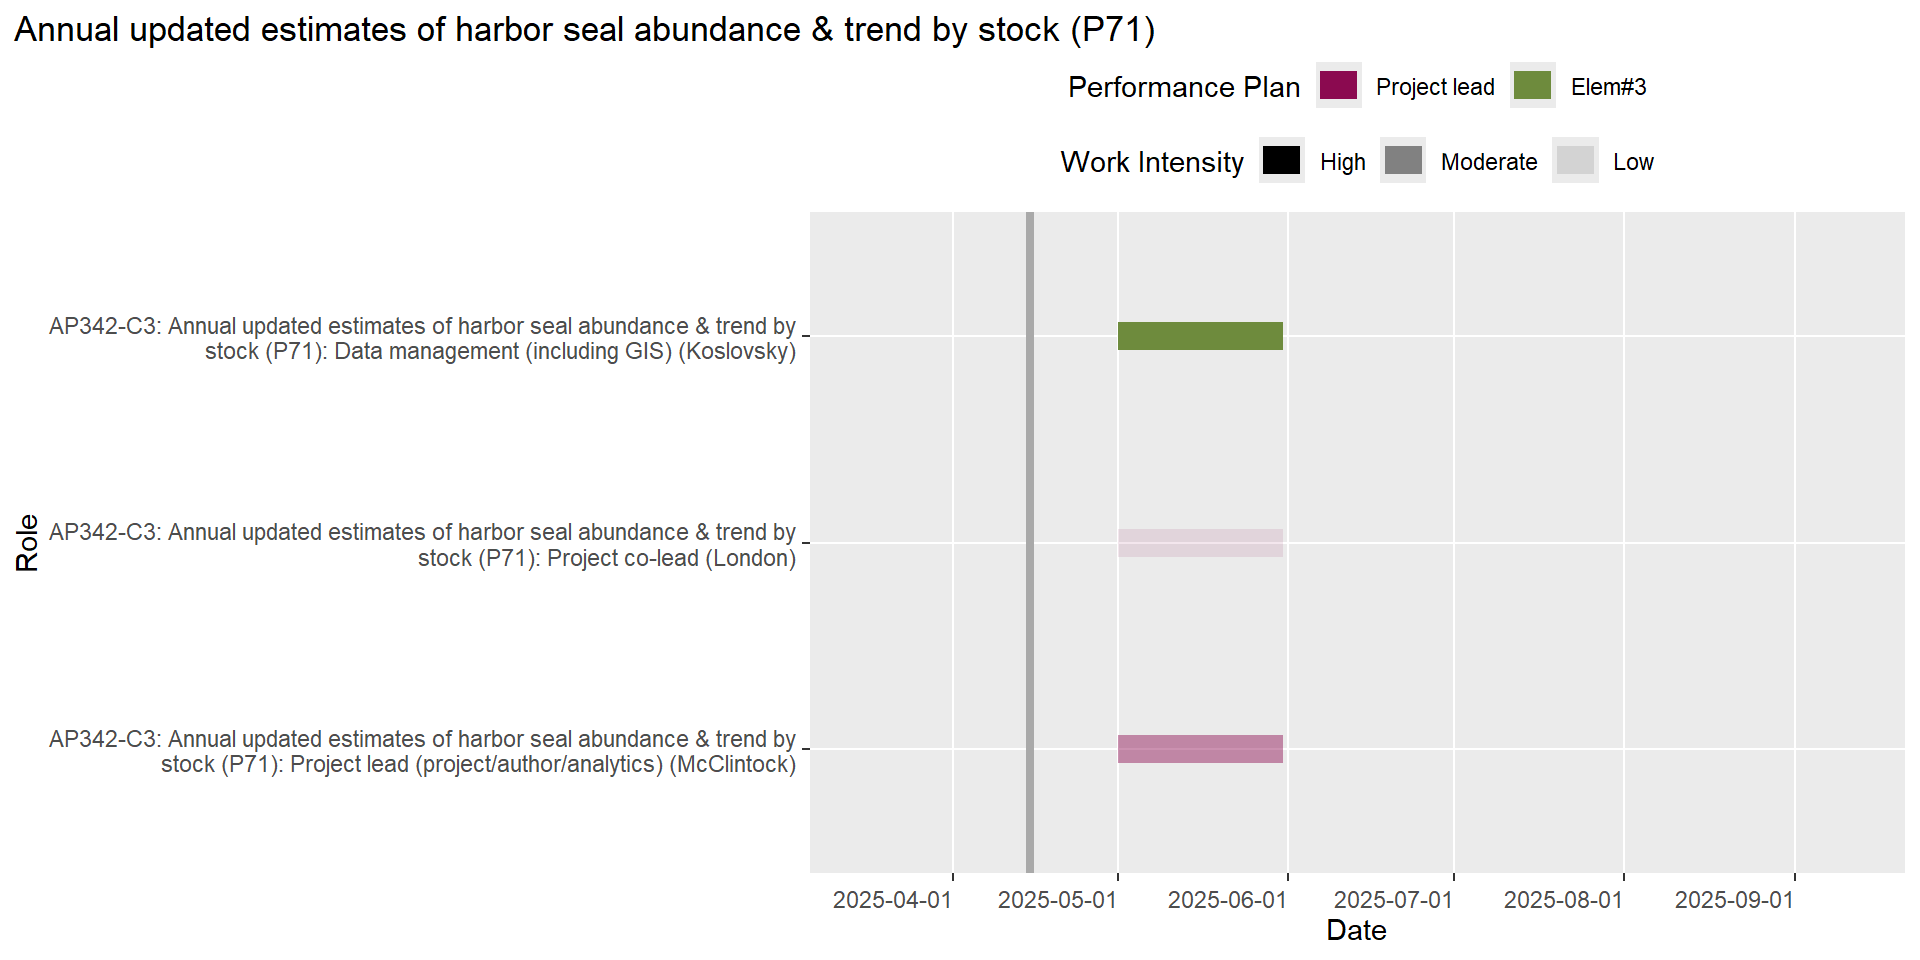 Annual updated estimates of harbor seal abundance & trend by stock (P71)
Performance Plan Project lead Elem#3
Work Intensity High Moderate Low
AP342-C3: Annual updated estimates of harbor seal abundance & trend by
stock (P71): Data management (including GIS) (Koslovsky)
Role
AP342-C3: Annual updated estimates of harbor seal abundance & trend by
stock (P71): Project co-lead (London)
AP342-C3: Annual updated estimates of harbor seal abundance & trend by
stock (P71): Project lead (project/author/analytics) (McClintock)
2025-04-01 2025-05-01 2025-06-01 2025-07-01 2025-08-01 2025-09-01
Date